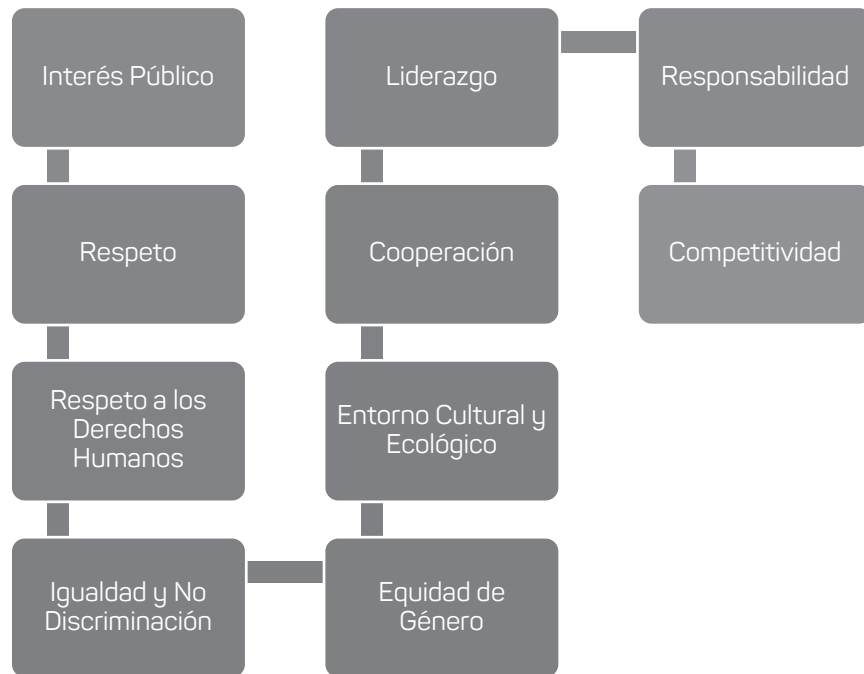 Interés Público
Respeto
Respeto a los
Derechos
Humanos
Igualdad y No
Discriminación
Equidad de
Género
Entorno Cultural y
Ecológico
Cooperación
Liderazgo
Responsabilidad
Competitividad